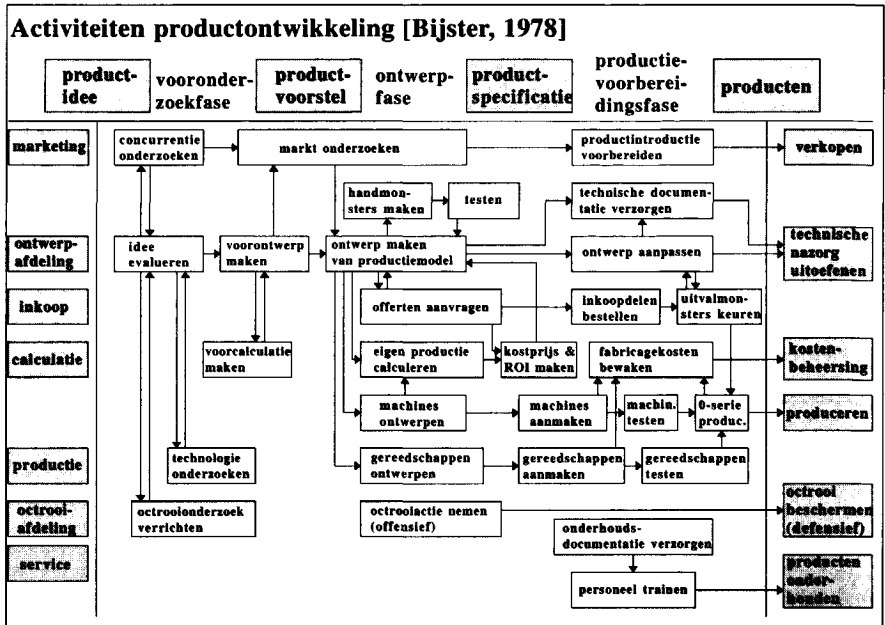 Activiteiten productontwikkeling [Bijster, 1978]
product-
idee
vooronder-
zoekfase
product-
voorstel
ontwerp-
fase
product-
specificatie
productie-
voorberei-
dingsfase
producten
marketing
concurrentie
onderzoeken
markt onderzoeken
productintroductie
voorbereiden
verkopen
handmon-
sters maken
testen
technische documen-
tatie verzorgen
ontwerp-
afdeling
idee
evalueren
voorontwerp
maken
ontwerp maken
van productiemodel
ontwerp aanpassen
technische
nazorg
uitoefenen
inkoop
offerten aanvragen
inkoopdelen
bestellen
uitvalmon-
sters keuren
calculatie
voorcalculatie
maken
eigen productie
calculeren
kostprijs &
ROI maken
fabricagekosten
bewaken
kosten-
beheersing
machines
ontwerpen
machines
aanmaken
machin.
testen
0-serie
produc.
produceren
productie
technologie
onderzoeken
gereedschappen
ontwerpen
gereedschappen
aanmaken
gereedschappen
testen
octrooi-
afdeling
octrooionderzoek
verrichten
octrooiactie nemen
(offensief)
octrooi
beschermen
(defensief)
service
onderhouds-
documentatie verzorgen
personeel trainen
producten
onder-
houden